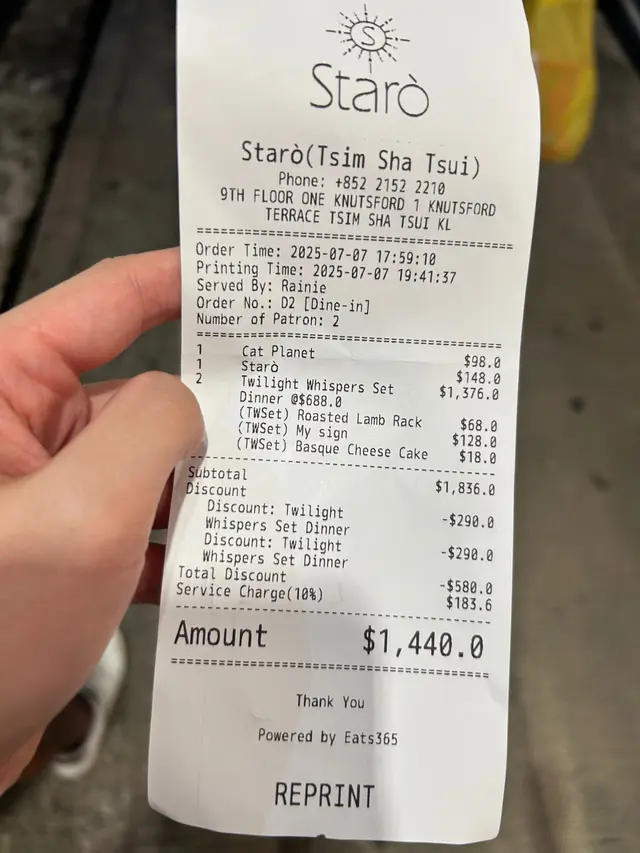 S
Starò
Starò(Tsim Sha Tsui)
Phone: +852 2152 2210
9TH FLOOR ONE KNUTSFORD 1 KNUTSFORD
TERRACE TSIM SHA TSUI KL
Order Time: 2025-07-07 17:59:10
Printing Time: 2025-07-07 19:41:37
Served By: Rainie
Order No.: D2 [Dine-in]
Number of Patron: 2
1 Cat Planet $98.0
1 Starò $148.0
2 Twilight Whispers Set $1,376.0
Dinner @$688.0
(TWSet) Roasted Lamb Rack $68.0
(TWSet) My sign $128.0
(TWSet) Basque Cheese Cake $18.0
Subtotal $1,836.0
Discount
Discount: Twilight -$290.0
Whispers Set Dinner
Discount: Twilight -$290.0
Whispers Set Dinner
Total Discount -$580.0
Service Charge(10%) $183.6
Amount $1,440.0
Thank You
Powered by Eats365
REPRINT